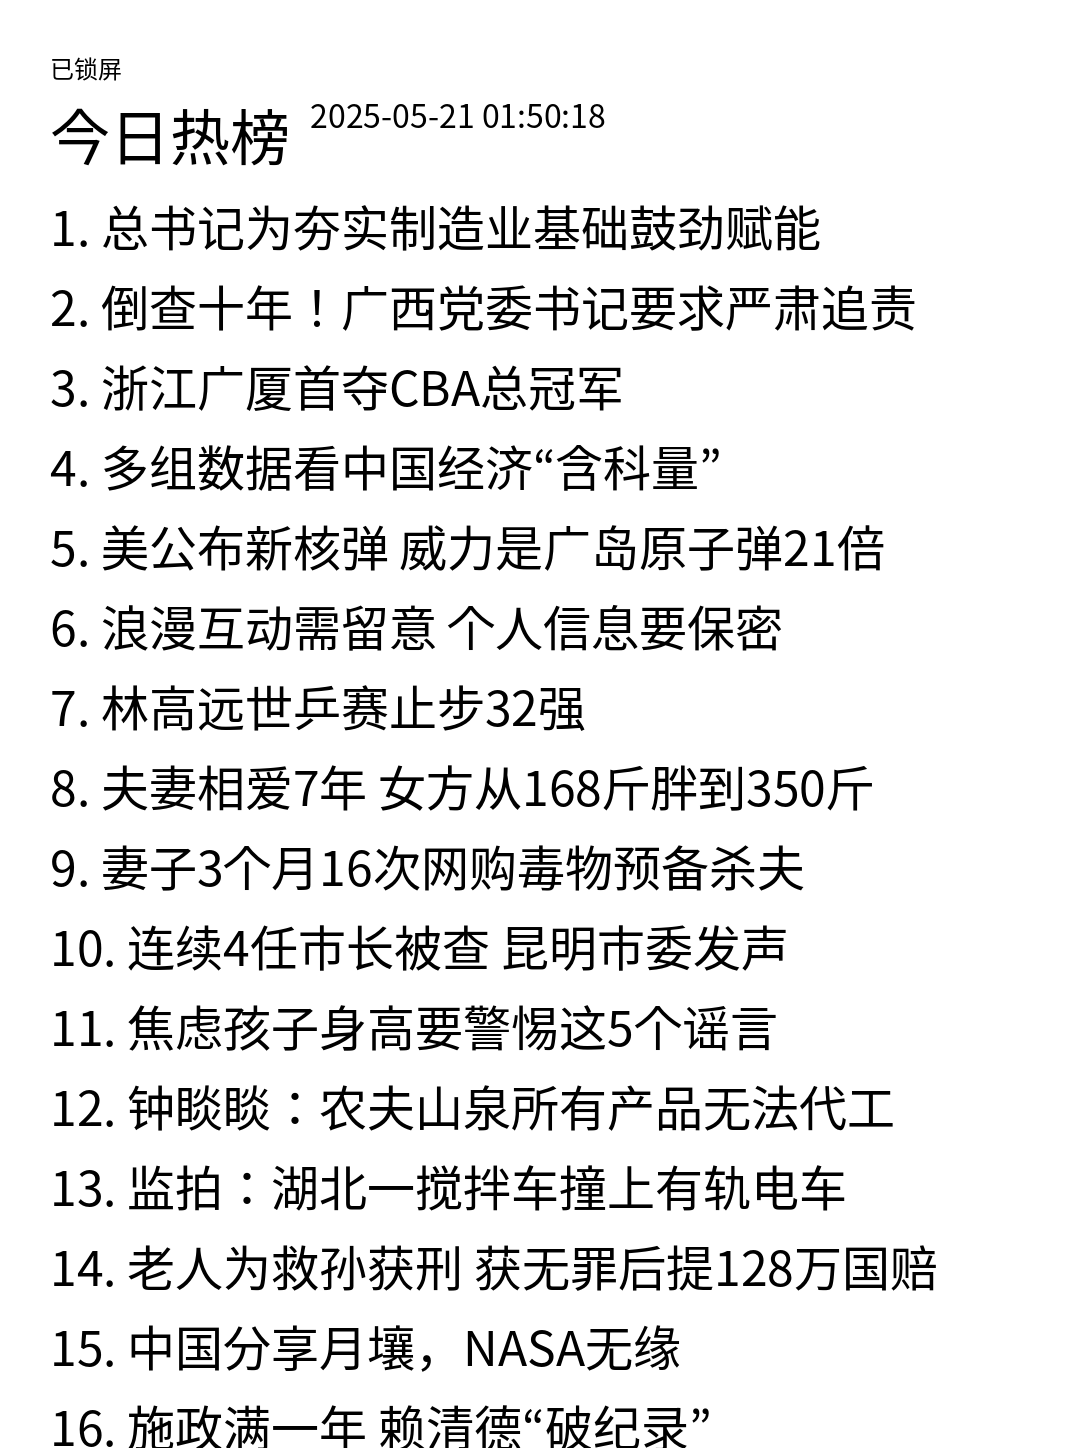 已锁屏
今日热榜 2025-05-21 01:50:18
1. 总书记为夯实制造业基础鼓劲赋能
2. 倒查十年！广西党委书记要求严肃追责
3. 浙江广厦首夺CBA总冠军
4. 多组数据看中国经济“含科量”
5. 美公布新核弹 威力是广岛原子弹21倍
6. 浪漫互动需留意 个人信息要保密
7. 林高远世乒赛止步32强
8. 夫妻相爱7年 女方从168斤胖到350斤
9. 妻子3个月16次网购毒物预备杀夫
10. 连续4任市长被查 昆明市委发声
11. 焦虑孩子身高要警惕这5个谣言
12. 钟睒睒：农夫山泉所有产品无法代工
13. 监拍：湖北一搅拌车撞上有轨电车
14. 老人为救孙获刑 获无罪后提128万国赔
15. 中国分享月壤，NASA无缘
16. 施政满一年 赖清德“破纪录”